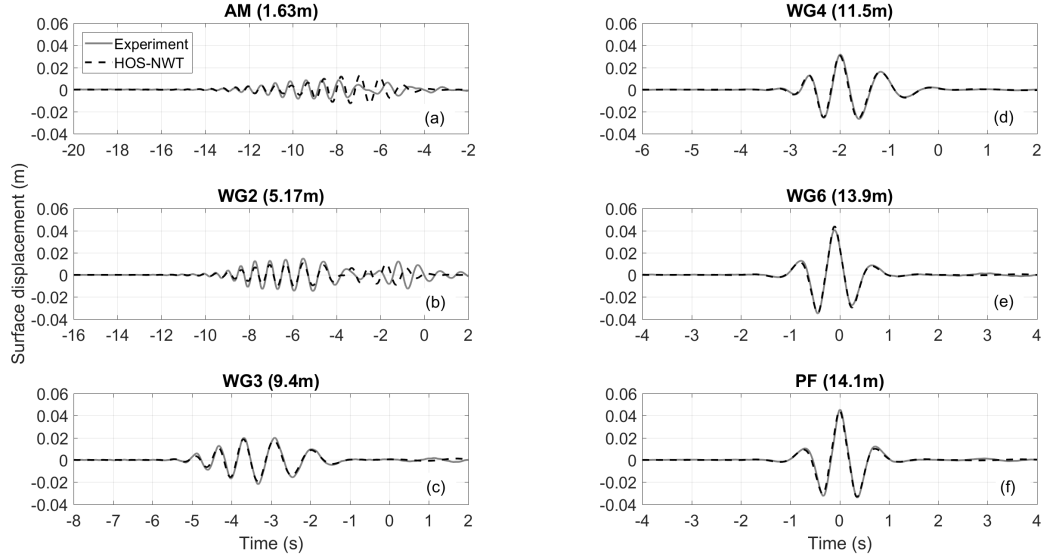 AM (1.63m)
0.06
0.04
0.02
0
-0.02
-0.04
Experiment
HOS-NWT
(a)
-20 -18 -16 -14 -12 -10 -8 -6 -4 -2
WG2 (5.17m)
0.06
0.04
0.02
0
-0.02
-0.04
(b)
-16 -14 -12 -10 -8 -6 -4 -2 0 2
Surface displacement (m)
WG3 (9.4m)
0.06
0.04
0.02
0
-0.02
-0.04
(c)
-8 -7 -6 -5 -4 -3 -2 -1 0 1 2
Time (s)
WG4 (11.5m)
0.06
0.04
0.02
0
-0.02
-0.04
(d)
-6 -5 -4 -3 -2 -1 0 1 2
WG6 (13.9m)
0.06
0.04
0.02
0
-0.02
-0.04
(e)
-4 -3 -2 -1 0 1 2 3 4
PF (14.1m)
0.06
0.04
0.02
0
-0.02
-0.04
(f)
-4 -3 -2 -1 0 1 2 3 4
Time (s)